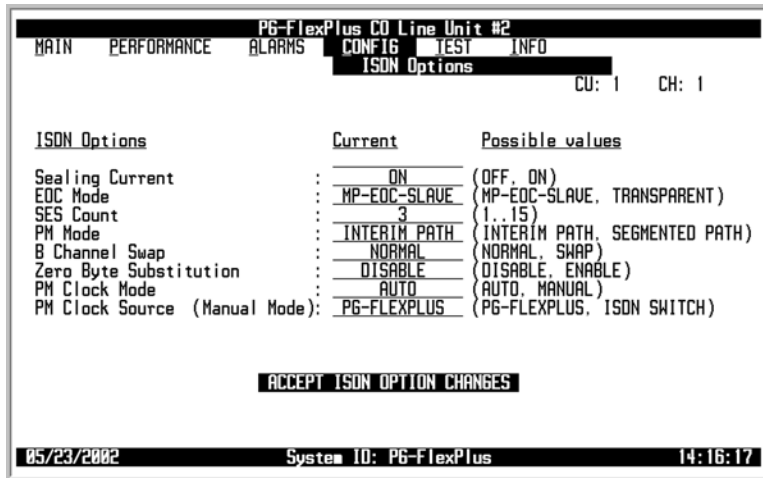 PG-FlexPlus CO Line Unit #2
MAIN PERFORMANCE ALARMS CONFIG TEST INFO
ISDN Options
CU: 1 CH: 1
ISDN Options Current Possible values
Sealing Current : ON (OFF, ON)
EOC Mode : MP-EOC-SLAVE (MP-EOC-SLAVE, TRANSPARENT)
SES Count : 3 (1..15)
PM Mode : INTERIM PATH (INTERIM PATH, SEGMENTED PATH)
B Channel Swap : NORMAL (NORMAL, SWAP)
Zero Byte Substitution : DISABLE (DISABLE, ENABLE)
PM Clock Mode : AUTO (AUTO, MANUAL)
PM Clock Source (Manual Mode): PG-FLEXPLUS (PG-FLEXPLUS, ISDN SWITCH)
ACCEPT ISDN OPTION CHANGES
05/23/2002 System ID: PG-FlexPlus 14:16:17